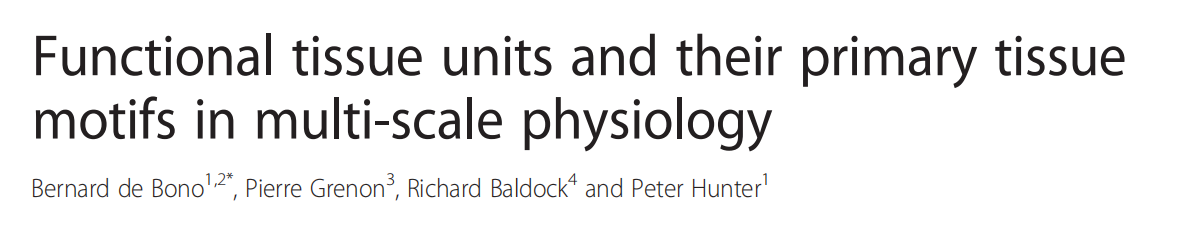 Functional tissue units and their primary tissue
motifs in multi-scale physiology
Bernard de Bono1,2*, Pierre Grenon3, Richard Baldock4 and Peter Hunter1